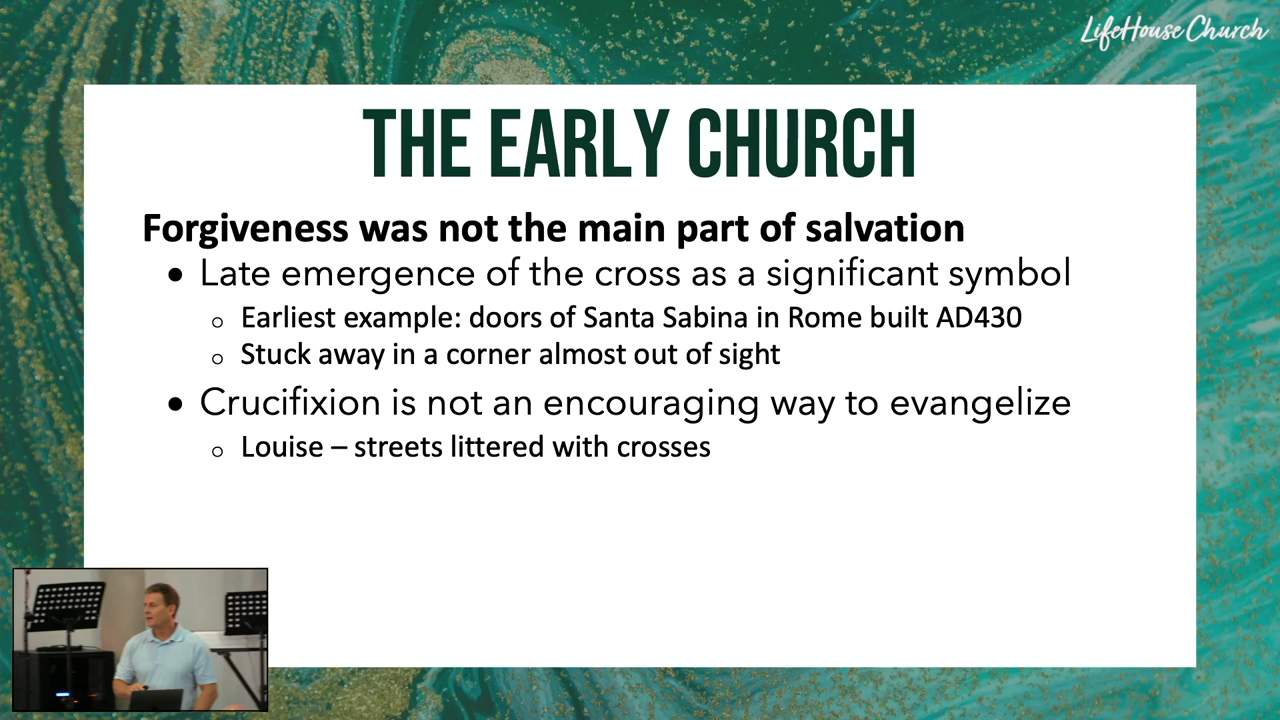 LifeHouse Church
THE EARLY CHURCH
Forgiveness was not the main part of salvation
• Late emergence of the cross as a significant symbol
o Earliest example: doors of Santa Sabina in Rome built AD430
o Stuck away in a corner almost out of sight
• Crucifixion is not an encouraging way to evangelize
o Louise – streets littered with crosses